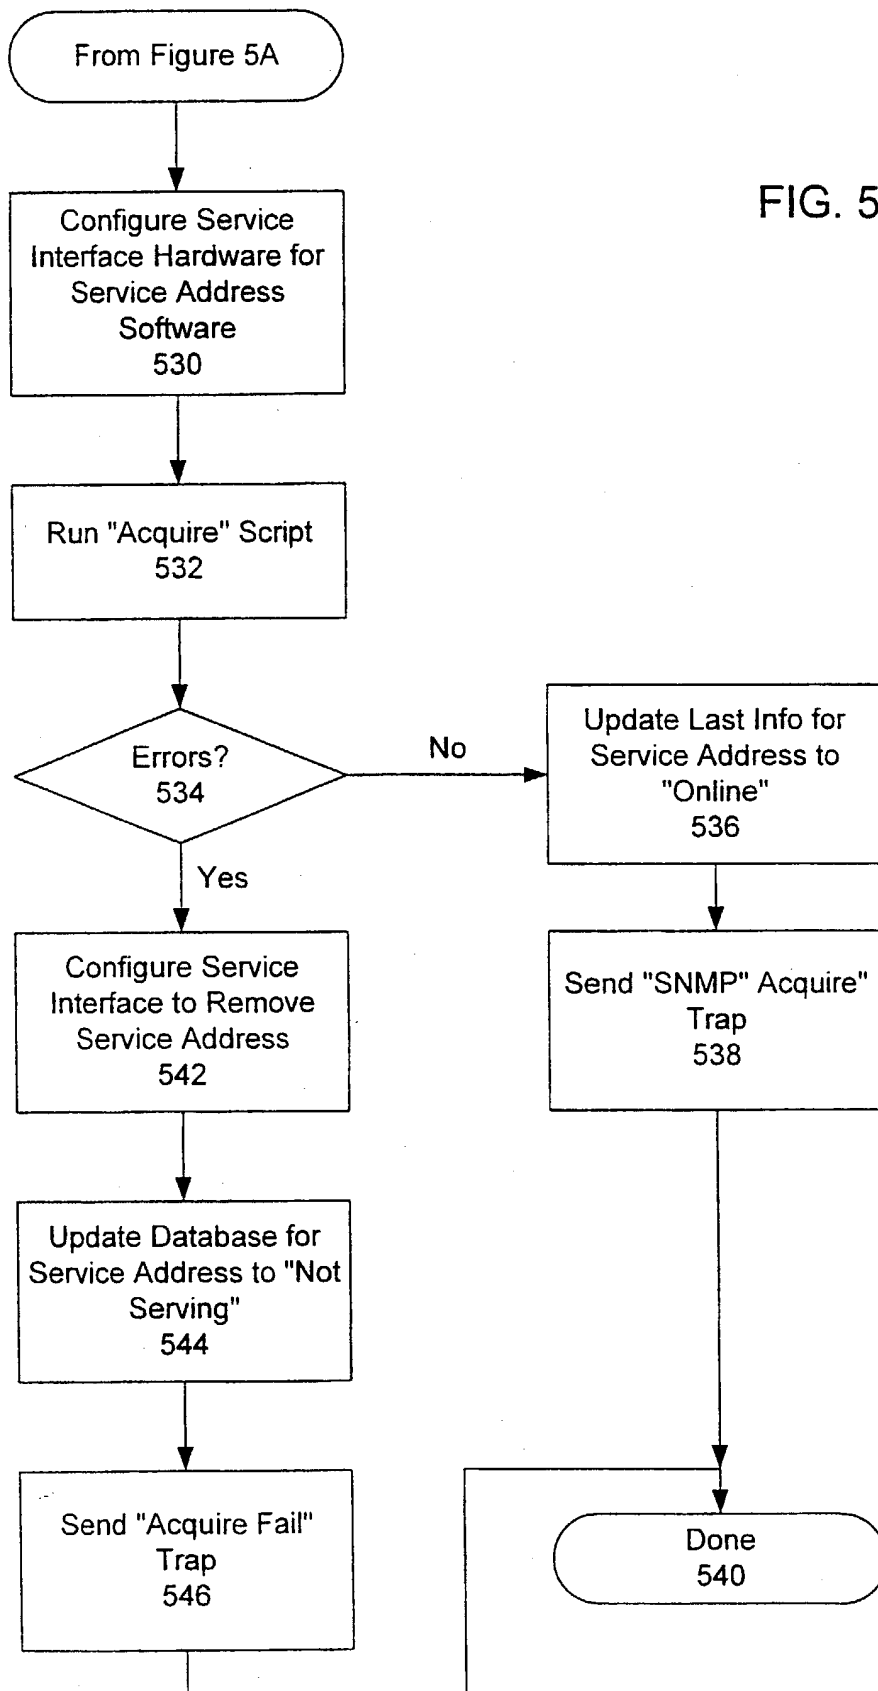 From Figure 5A
FIG. 5
Configure Service
Interface Hardware for
Service Address
Software
530
Run "Acquire" Script
532
Errors?
534
No
Yes
Update Last Info for
Service Address to
"Online"
536
Send "SNMP" Acquire"
Trap
538
Configure Service
Interface to Remove
Service Address
542
Update Database for
Service Address to "Not
Serving"
544
Send "Acquire Fail"
Trap
546
Done
540